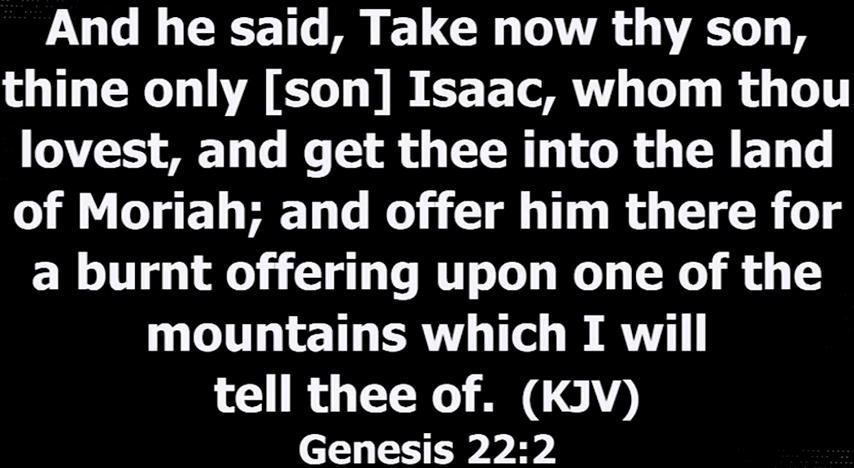 And he said, Take now thy son,
thine only [son] Isaac, whom thou
lovest, and get thee into the land
of Moriah; and offer him there for
a burnt offering upon one of the
mountains which I will
tell thee of. (KJV)
Genesis 22:2